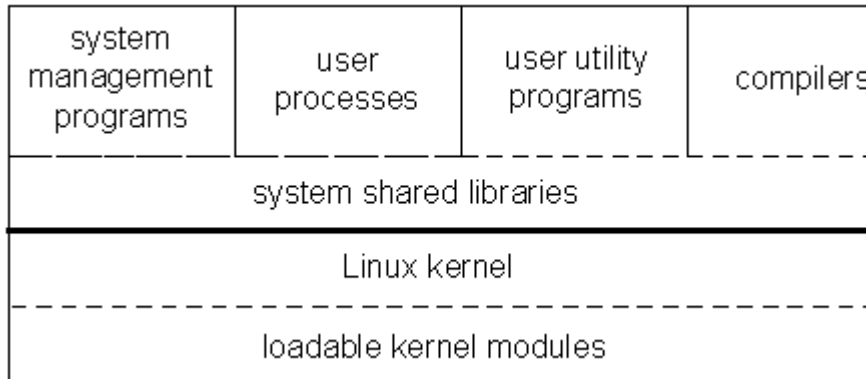 system
management
programs
user
processes
user utility
programs
compilers
system shared libraries
Linux kernel
loadable kernel modules